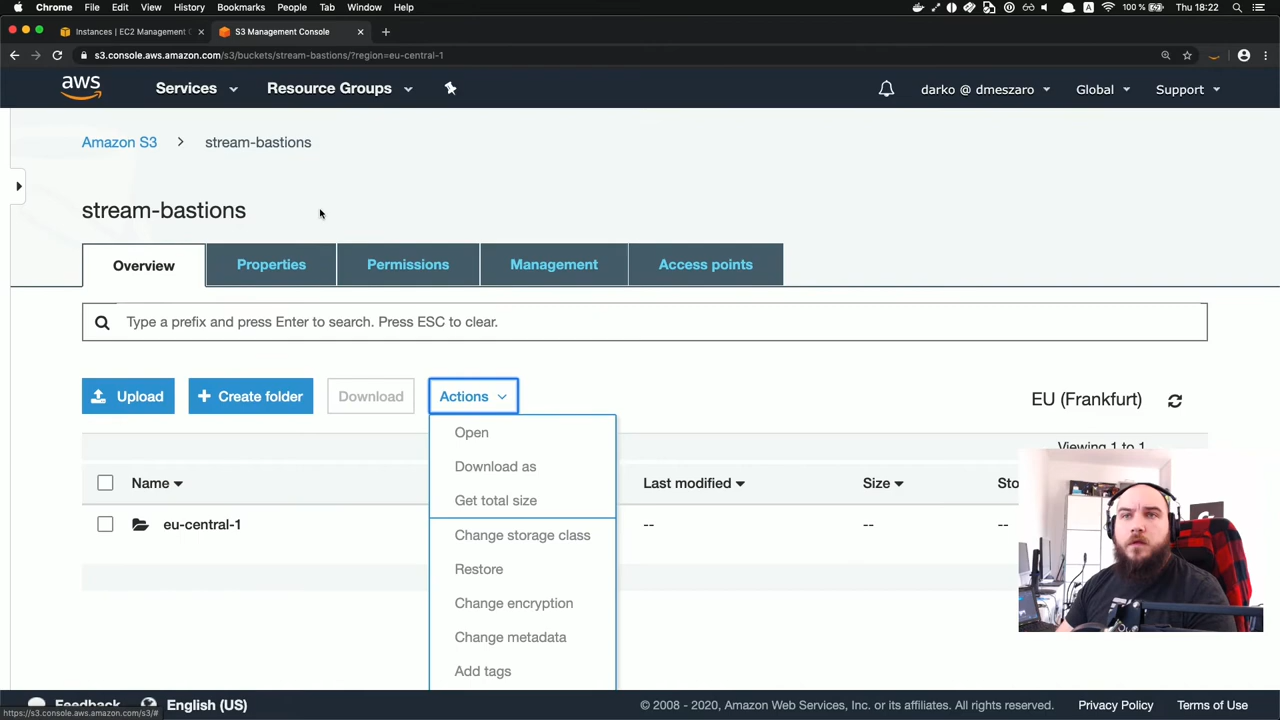 Chrome File Edit View History Bookmarks People Tab Window Help 100 % Thu 18:22
Instances | EC2 Management C × S3 Management Console × +
s3.console.aws.amazon.com/s3/buckets/stream-bastions/?region=eu-central-1
aws Services Resource Groups darko @ dmeszaro Global Support
Amazon S3 > stream-bastions
stream-bastions
Overview Properties Permissions Management Access points
Type a prefix and press Enter to search. Press ESC to clear.
Upload + Create folder Download Actions EU (Frankfurt)
Open
Viewing 1 to 1
Download as
Name Last modified Size Sto
Get total size
eu-central-1 -- -- --
Change storage class
Restore
Change encryption
Change metadata
Add tags
Feedback English (US) © 2008 - 2020, Amazon Web Services, Inc. or its affiliates. All rights reserved. Privacy Policy Terms of Use
https://s3.console.aws.amazon.com/s3/#